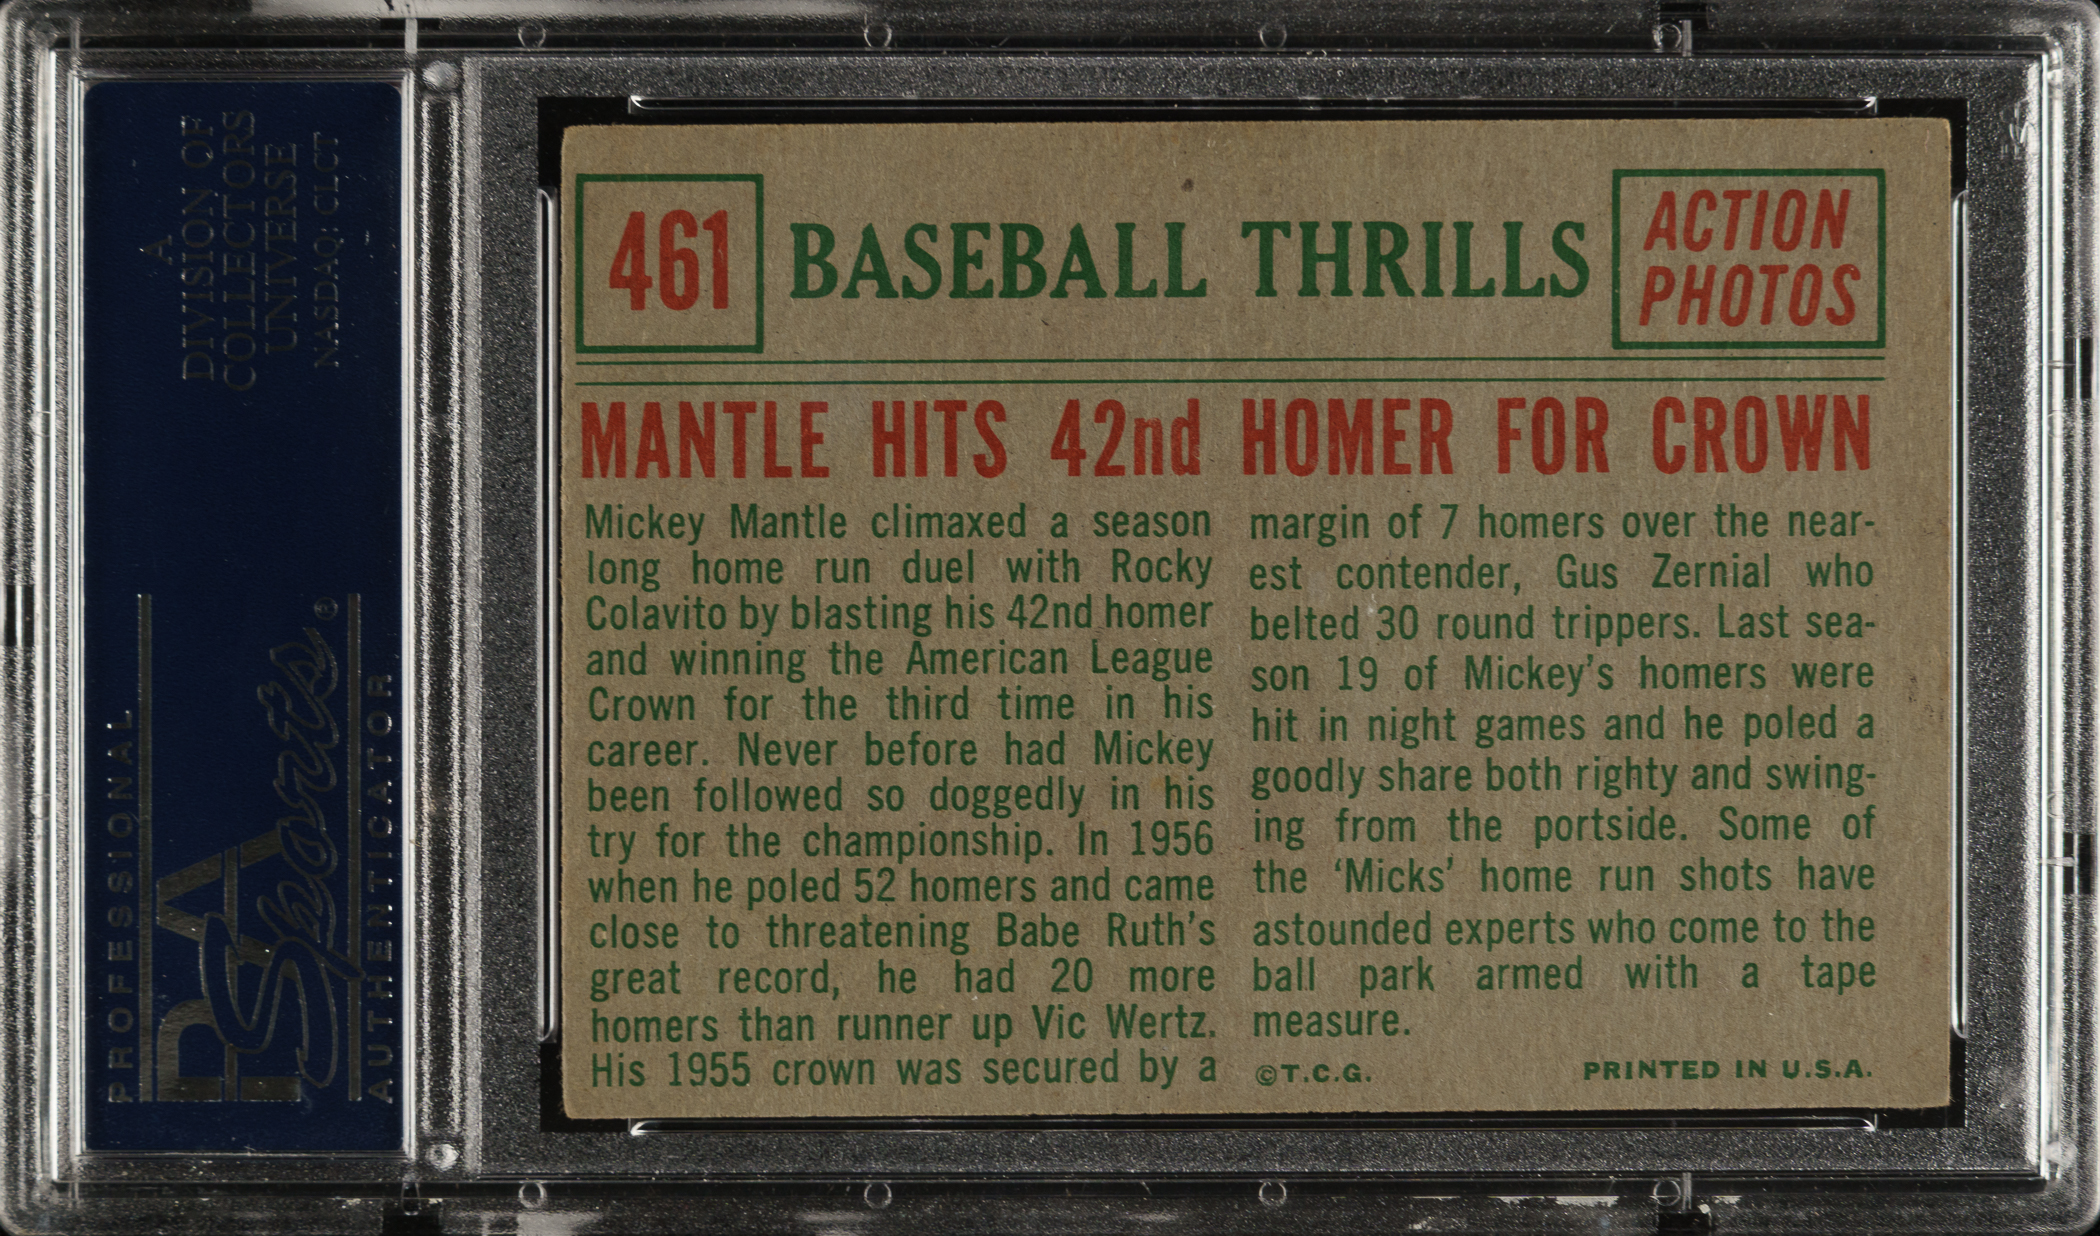 A
DIVISION OF
COLLECTORS
UNIVERSE
NASDAQ: CLCT
PROFESSIONAL
PSA
Sports®
AUTHENTICATOR
461
BASEBALL THRILLS
ACTION
PHOTOS
MANTLE HITS 42nd HOMER FOR CROWN
Mickey Mantle climaxed a season
long home run duel with Rocky
Colavito by blasting his 42nd homer
and winning the American League
Crown for the third time in his
career. Never before had Mickey
been followed so doggedly in his
try for the championship. In 1956
when he poled 52 homers and came
close to threatening Babe Ruth's
great record, he had 20 more
homers than runner up Vic Wertz.
His 1955 crown was secured by a
margin of 7 homers over the near-
est contender, Gus Zernial who
belted 30 round trippers. Last sea-
son 19 of Mickey's homers were
hit in night games and he poled a
goodly share both righty and swing-
ing from the portside. Some of
the 'Micks' home run shots have
astounded experts who come to the
ball park armed with a tape
measure.
©T.C.G.
PRINTED IN U.S.A.